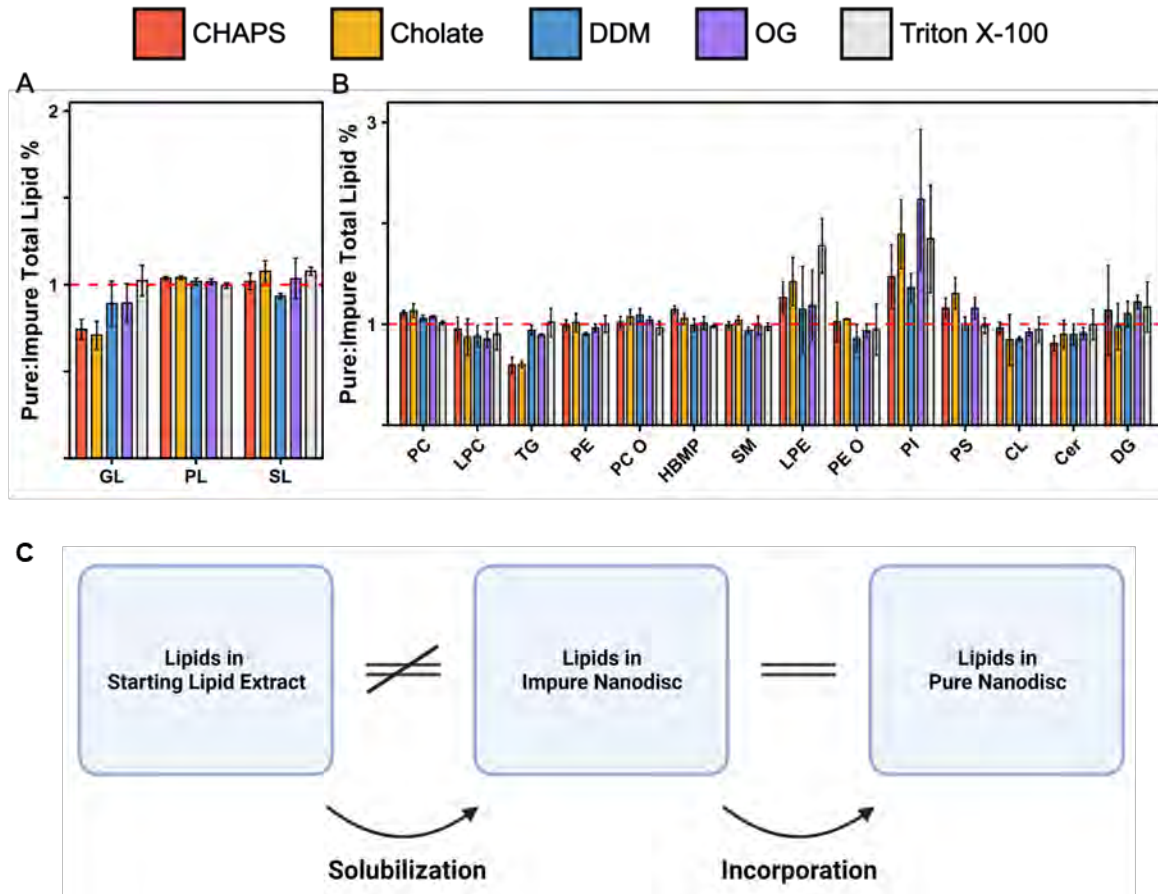 CHAPS Cholate DDM OG Triton X-100
A
Pure:Impure Total Lipid %
2
1
GL PL SL
B
Pure:Impure Total Lipid %
3
1
PC LPC TG PE PC O HBMP SM LPE PE O PI PS CL Cer DG
C
Lipids in
Starting Lipid Extract
Lipids in
Impure Nanodisc
Lipids in
Pure Nanodisc
Solubilization
Incorporation